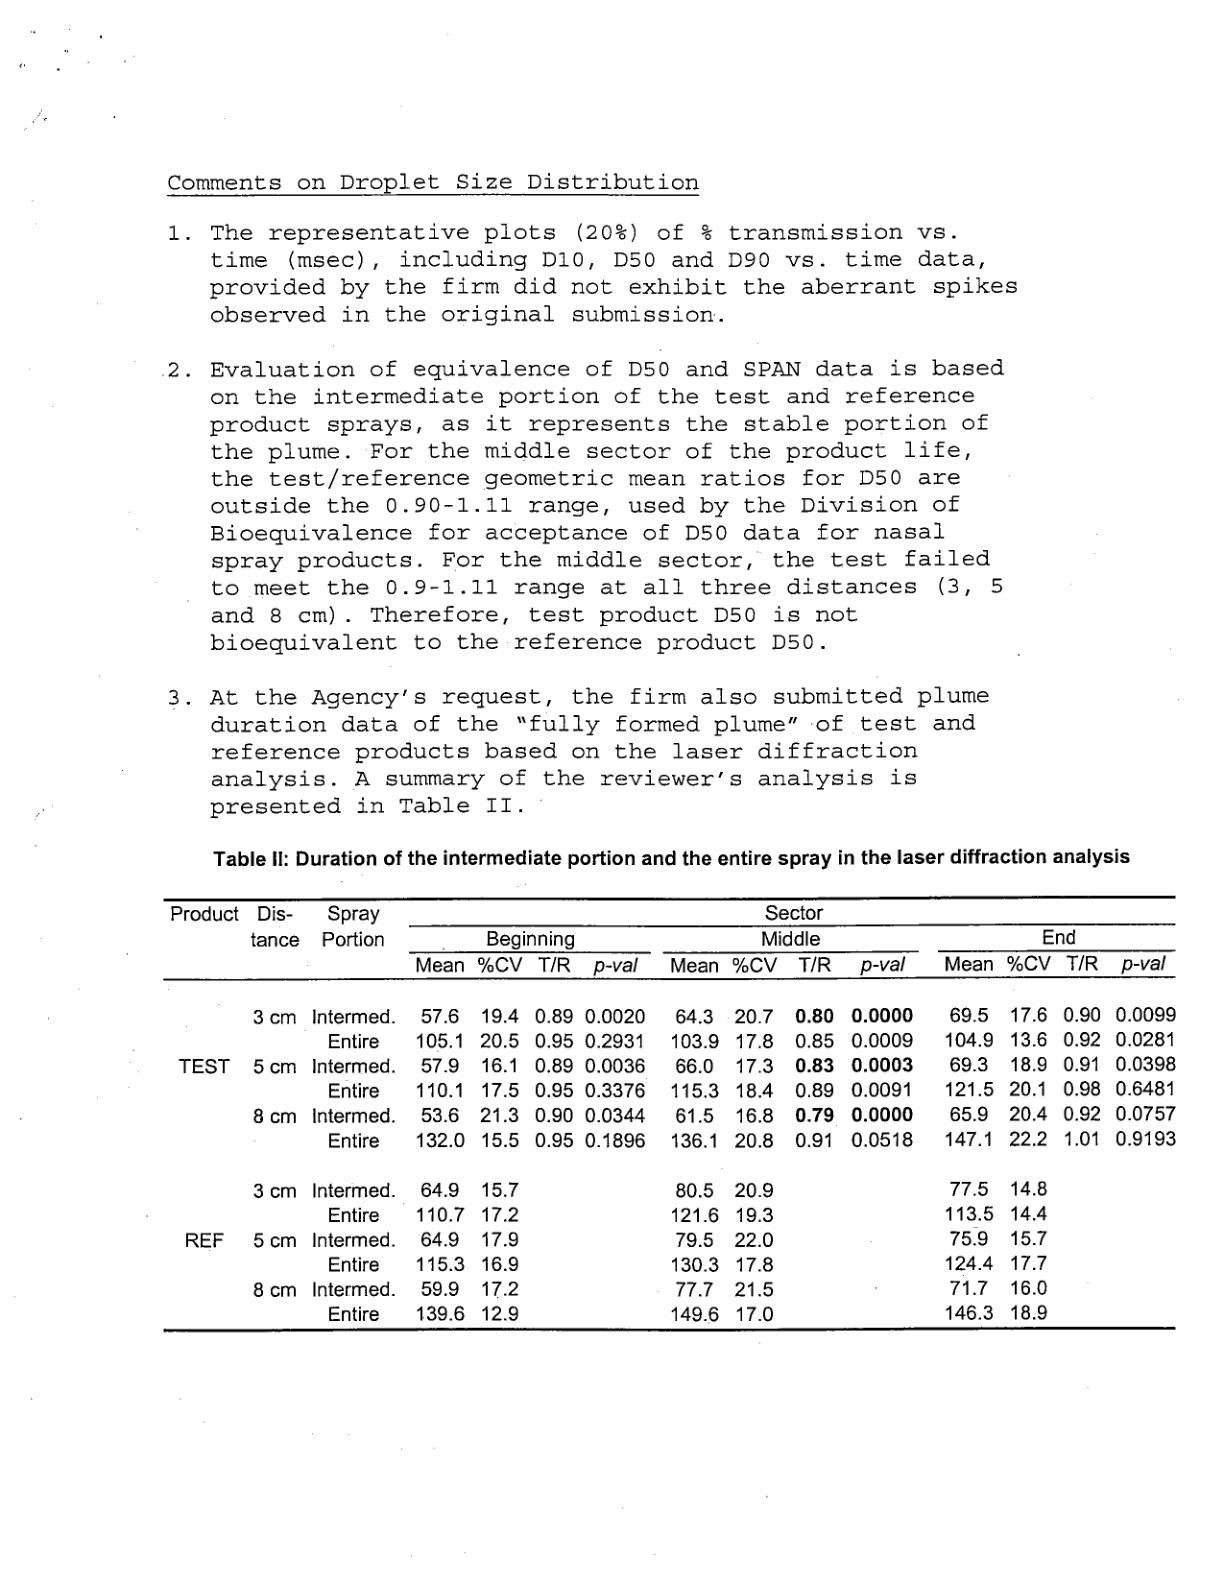 Comments on Droplet Size Distribution
1. The representative plots (20%) of % transmission vs.
time (msec), including D10, D50 and D90 vs. time data,
provided by the firm did not exhibit the aberrant spikes
observed in the original submission.
2. Evaluation of equivalence of D50 and SPAN data is based
on the intermediate portion of the test and reference
product sprays, as it represents the stable portion of
the plume. For the middle sector of the product life,
the test/reference geometric mean ratios for D50 are
outside the 0.90-1.11 range, used by the Division of
Bioequivalence for acceptance of D50 data for nasal
spray products. For the middle sector, the test failed
to meet the 0.9-1.11 range at all three distances (3, 5
and 8 cm). Therefore, test product D50 is not
bioequivalent to the reference product D50.
3. At the Agency's request, the firm also submitted plume
duration data of the "fully formed plume" of test and
reference products based on the laser diffraction
analysis. A summary of the reviewer's analysis is
presented in Table II.
Table II: Duration of the intermediate portion and the entire spray in the laser diffraction analysis
Product Dis- Spray Sector
tance Portion Beginning Middle End
Mean %CV T/R p-val Mean %CV T/R p-val Mean %CV T/R p-val
3 cm Intermed. 57.6 19.4 0.89 0.0020 64.3 20.7 0.80 0.0000 69.5 17.6 0.90 0.0099
Entire 105.1 20.5 0.95 0.2931 103.9 17.8 0.85 0.0009 104.9 13.6 0.92 0.0281
TEST 5 cm Intermed. 57.9 16.1 0.89 0.0036 66.0 17.3 0.83 0.0003 69.3 18.9 0.91 0.0398
Entire 110.1 17.5 0.95 0.3376 115.3 18.4 0.89 0.0091 121.5 20.1 0.98 0.6481
8 cm Intermed. 53.6 21.3 0.90 0.0344 61.5 16.8 0.79 0.0000 65.9 20.4 0.92 0.0757
Entire 132.0 15.5 0.95 0.1896 136.1 20.8 0.91 0.0518 147.1 22.2 1.01 0.9193
3 cm Intermed. 64.9 15.7 80.5 20.9 77.5 14.8
Entire 110.7 17.2 121.6 19.3 113.5 14.4
REF 5 cm Intermed. 64.9 17.9 79.5 22.0 75.9 15.7
Entire 115.3 16.9 130.3 17.8 124.4 17.7
8 cm Intermed. 59.9 17.2 77.7 21.5 71.7 16.0
Entire 139.6 12.9 149.6 17.0 146.3 18.9